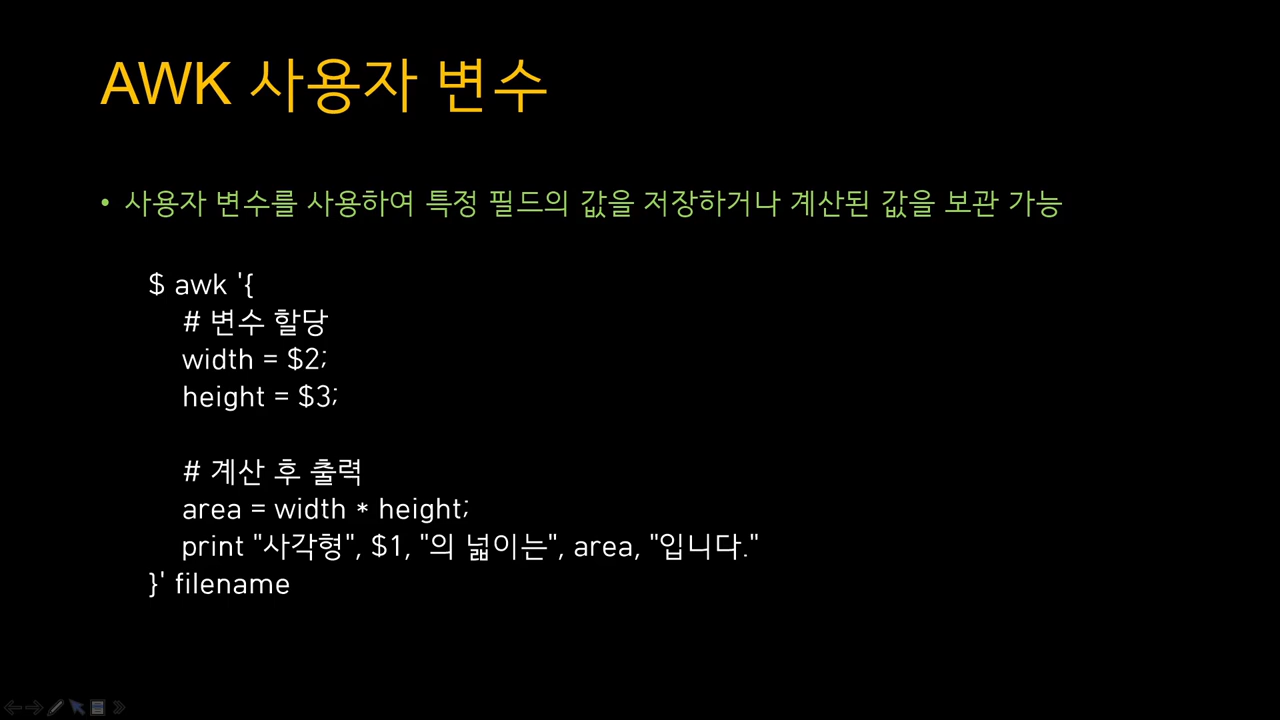 AWK 사용자 변수
• 사용자 변수를 사용하여 특정 필드의 값을 저장하거나 계산된 값을 보관 가능
$ awk '{
# 변수 할당
width = $2;
height = $3;
# 계산 후 출력
area = width * height;
print "사각형", $1, "의 넓이는", area, "입니다."
}' filename